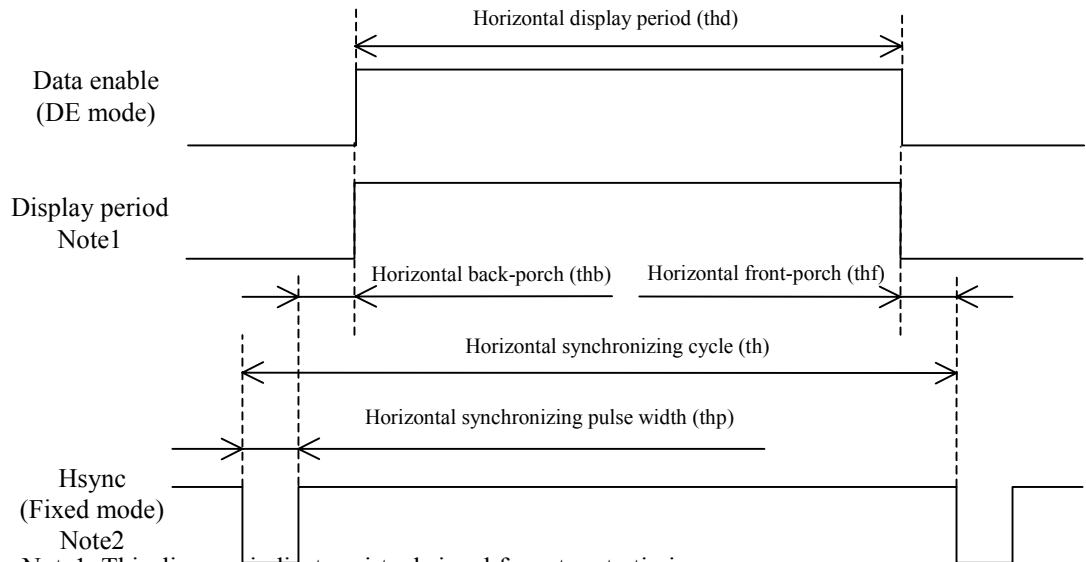 Horizontal display period (thd)
Data enable
(DE mode)
Display period
Note1
Horizontal back-porch (thb)
Horizontal front-porch (thf)
Horizontal synchronizing cycle (th)
Horizontal synchronizing pulse width (thp)
Hsync
(Fixed mode)
Note2